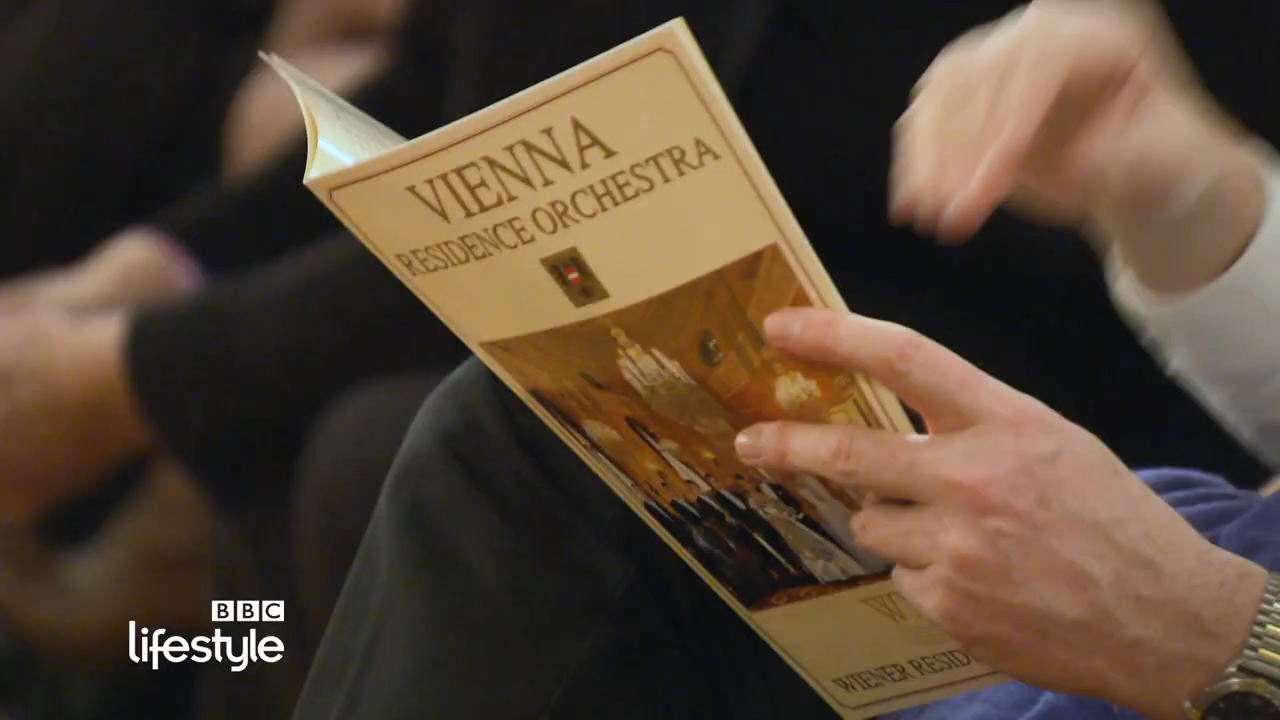 VIENNA
RESIDENCE ORCHESTRA
WIENER RESID
BBC
lifestyle